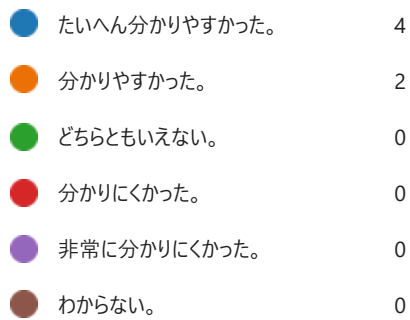 たいへん分かりやすかった。 4
分かりやすかった。 2
どちらともいえない。 0
分かりにくかった。 0
非常に分かりにくかった。 0
わからない。 0